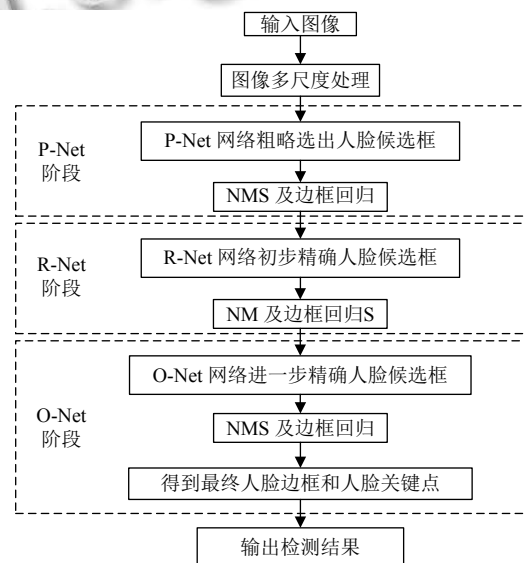 输入图像
图像多尺度处理
P-Net
阶段
P-Net 网络粗略选出人脸候选框
NMS 及边框回归
R-Net
阶段
R-Net 网络初步精确人脸候选框
NM 及边框回归S
O-Net
阶段
O-Net 网络进一步精确人脸候选框
NMS 及边框回归
得到最终人脸边框和人脸关键点
输出检测结果